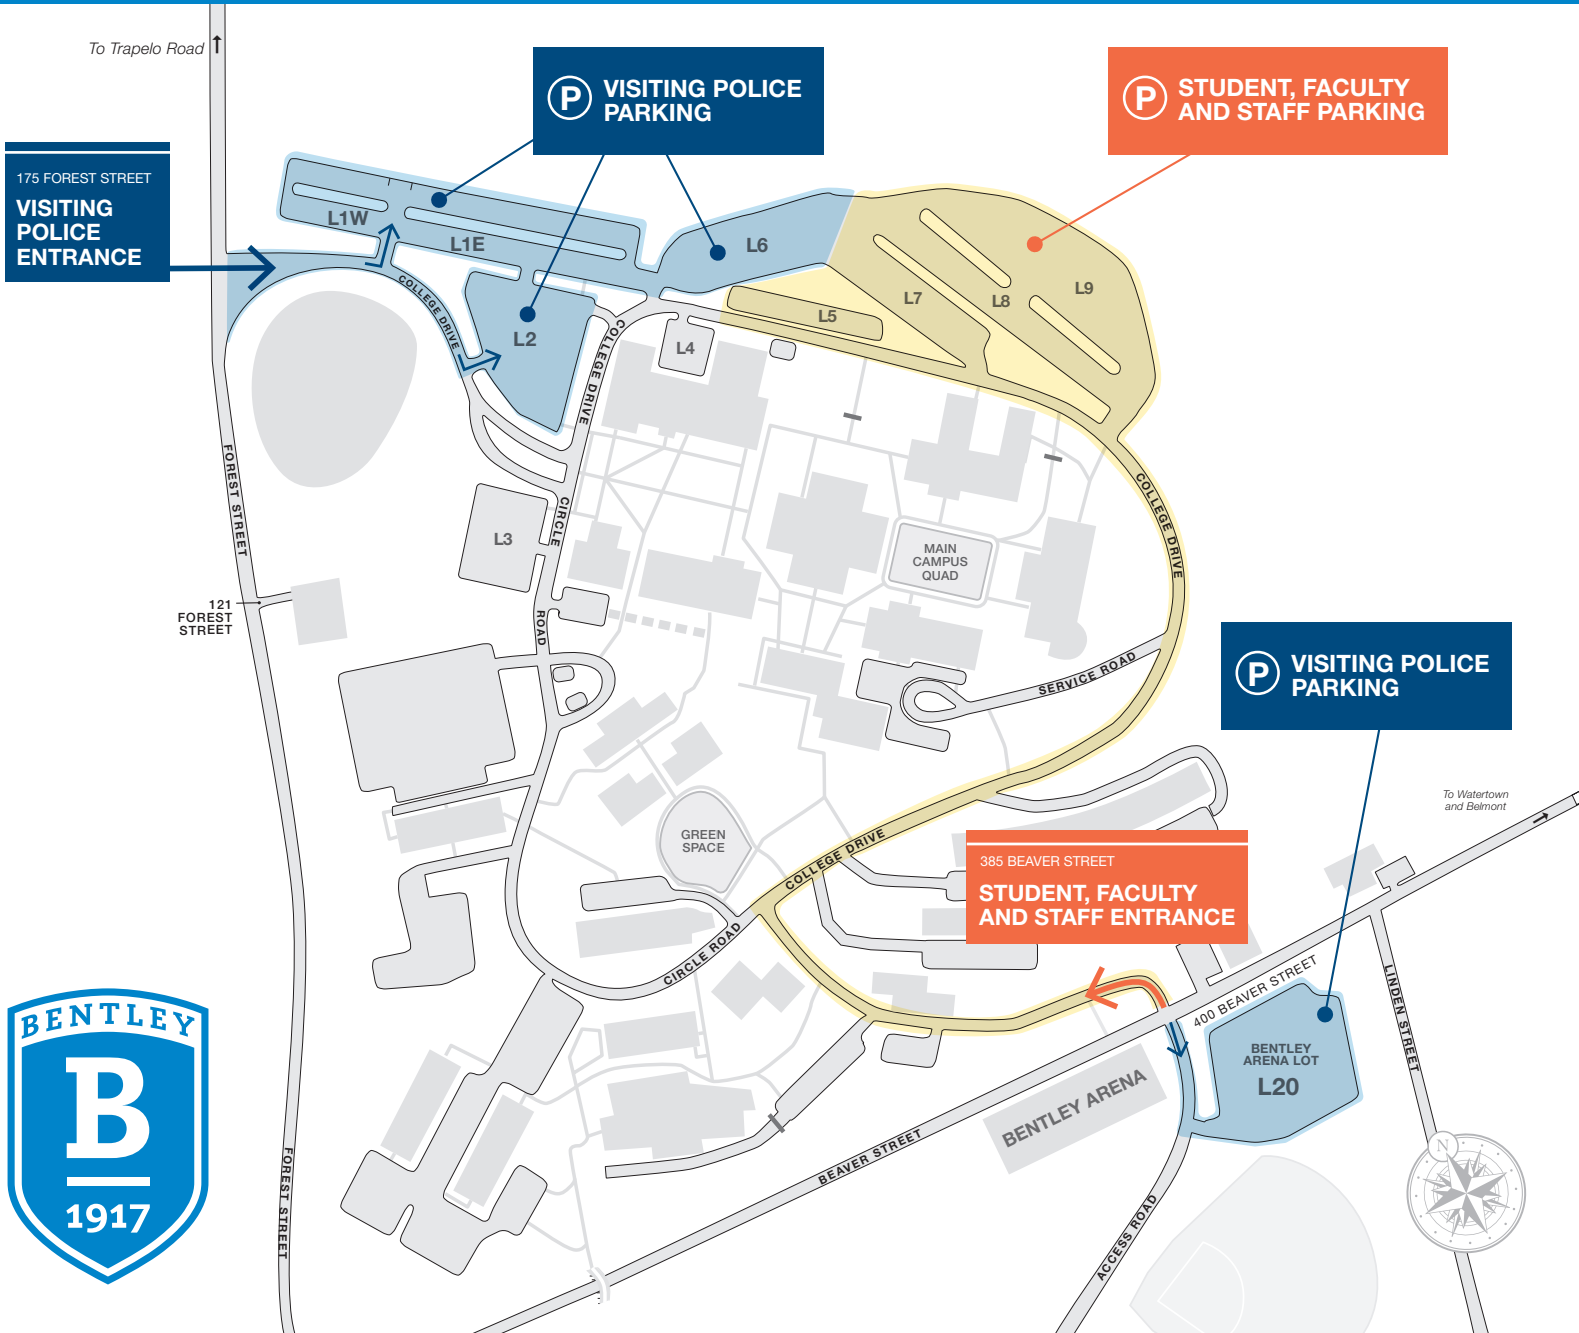 To Trapelo Road
P VISITING POLICE
PARKING
P STUDENT, FACULTY
AND STAFF PARKING
175 FOREST STREET
VISITING
POLICE
ENTRANCE
L1W
L1E
L6
L2
L5
L7
L8
L9
L4
COLLEGE DRIVE
COLLEGE DRIVE
FOREST STREET
L3
CIRCLE
ROAD
MAIN
CAMPUS
QUAD
COLLEGE DRIVE
121
FOREST
STREET
SERVICE ROAD
P VISITING POLICE
PARKING
To Watertown
and Belmont
GREEN
SPACE
COLLEGE DRIVE
385 BEAVER STREET
STUDENT, FACULTY
AND STAFF ENTRANCE
CIRCLE ROAD
400 BEAVER STREET
LINDEN STREET
BENTLEY
ARENA LOT
L20
BENTLEY ARENA
BEAVER STREET
ACCESS ROAD
FOREST STREET
N
BENTLEY
B
1917